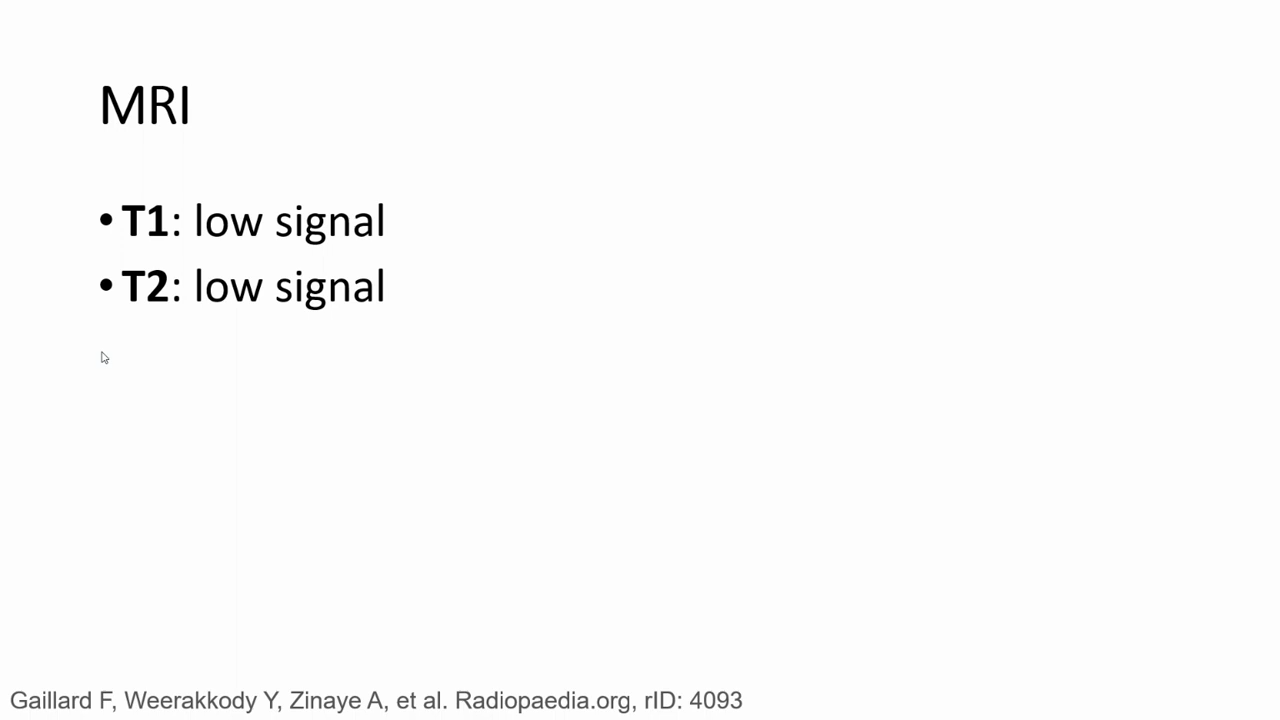 MRI
• T1: low signal
• T2: low signal
Gaillard F, Weerakkody Y, Zinaye A, et al. Radiopaedia.org, rID: 4093